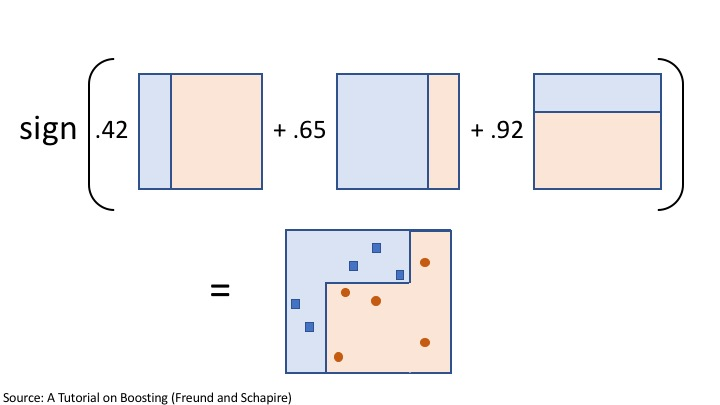 sign .42 + .65 + .92
=
Source: A Tutorial on Boosting (Freund and Schapire)